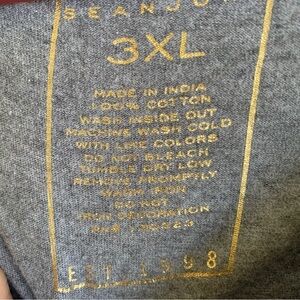 SEANJO
3XL
MADE IN INDIA
100% COTTON
WASH INSIDE OUT
MACHINE WASH COLD
WITH LIKE COLORS
DO NOT BLEACH
TUMBLE DRY LOW
REMOVE PROMPTLY
WARM IRON
DO NOT
IRON DECORATION
EST 1998